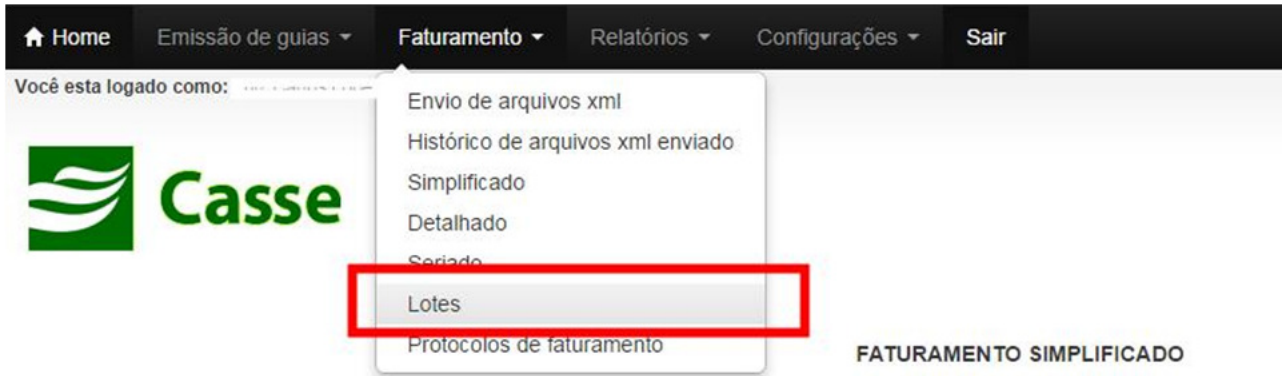 Home Emissão de guias Faturamento Relatórios Configurações Sair
Você esta logado como:
Envio de arquivos xml
Histórico de arquivos xml enviado
Simplificado
Detalhado
Seriado
Lotes
Protocolos de faturamento
Casse
FATURAMENTO SIMPLIFICADO